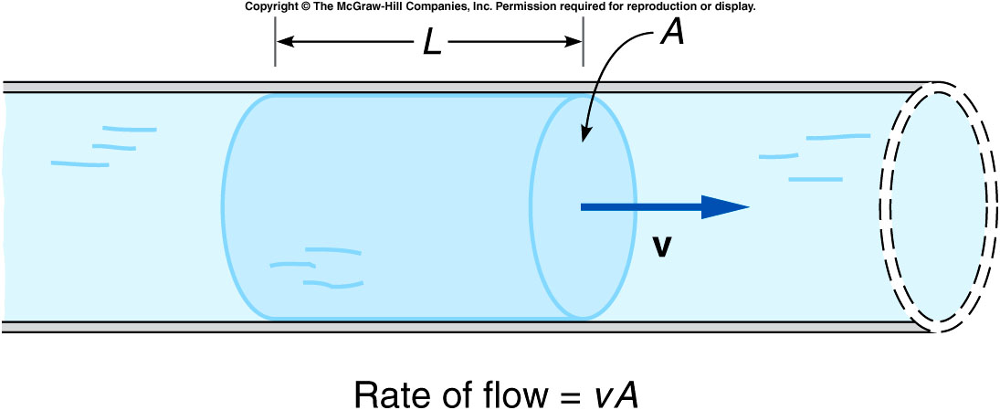 Copyright © The McGraw-Hill Companies, Inc. Permission required for reproduction or display.
L
A
v
Rate of flow = vA